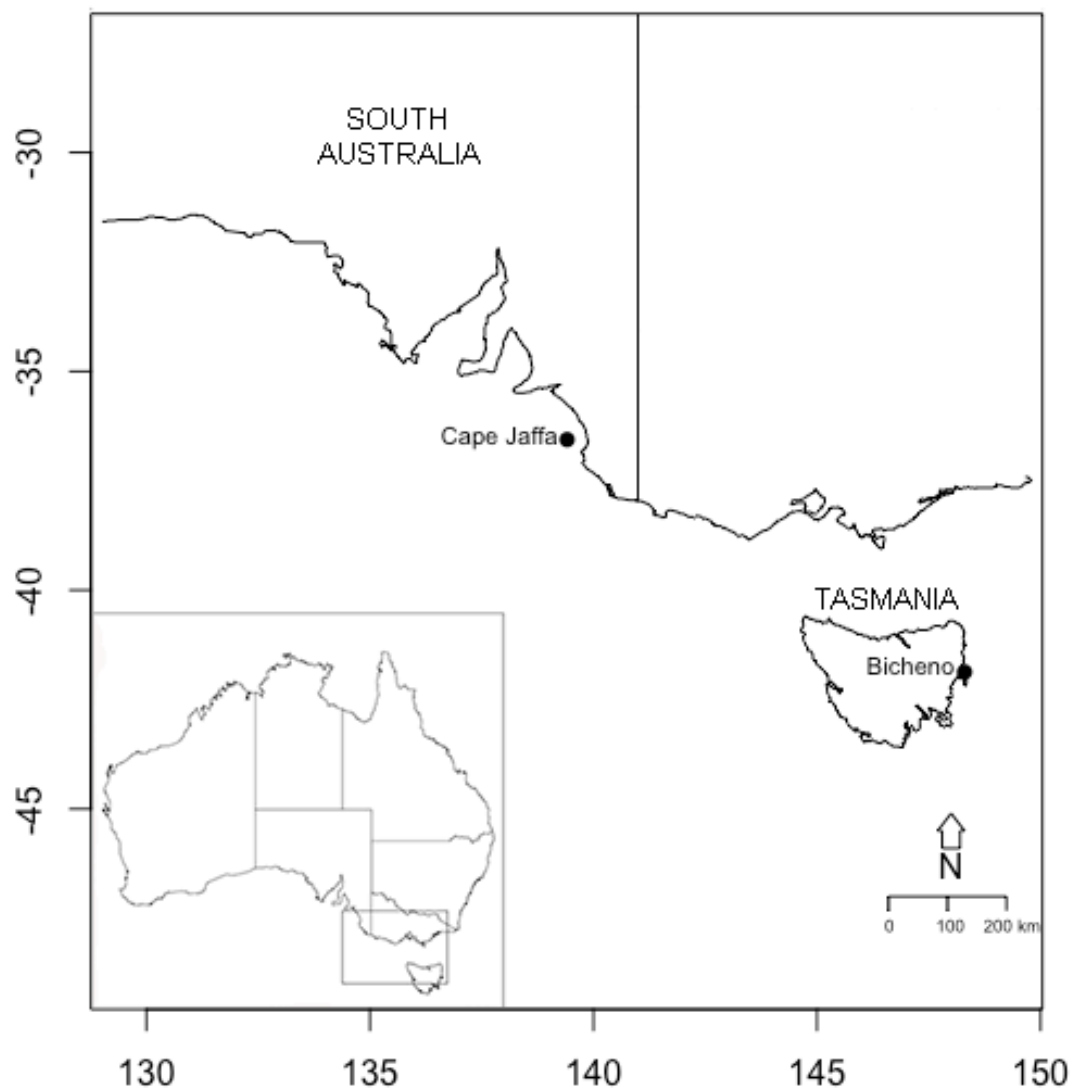 SOUTH
AUSTRALIA
-30
-35
Cape Jaffa
-40
TASMANIA
Bicheno
-45
N
0 100 200 km
130 135 140 145 150